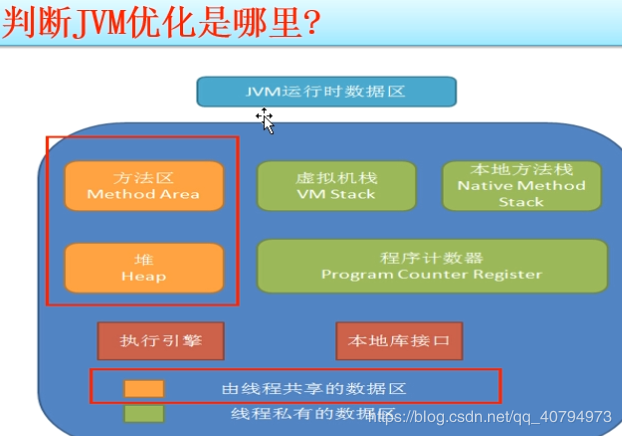 判断JVM优化是哪里?
JVM运行时数据区
方法区
Method Area
虚拟机栈
VM Stack
本地方法栈
Native Method
Stack
堆
Heap
程序计数器
Program Counter Register
执行引擎
本地库接口
由线程共享的数据区
线程私有的数据区
https://blog.csdn.net/qq_40794973